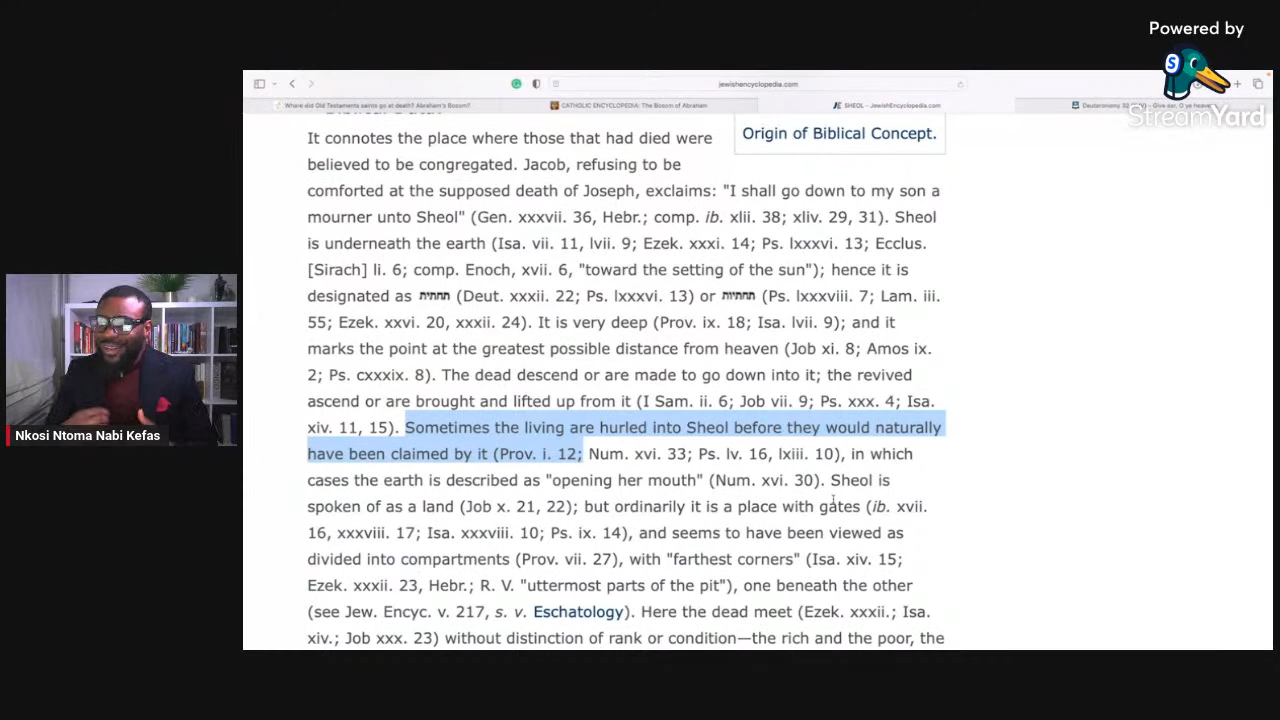 Powered by
S
StreamYard
jewishencyclopedia.com
Where did Old Testaments saints go at death? Abraham's Bosom?
CATHOLIC ENCYCLOPEDIA: The Bosom of Abraham
SHEOL - JewishEncyclopedia.com
Origin of Biblical Concept.
It connotes the place where those that had died were
believed to be congregated. Jacob, refusing to be
comforted at the supposed death of Joseph, exclaims: "I shall go down to my son a
mourner unto Sheol" (Gen. xxxvii. 36, Hebr.; comp. ib. xlii. 38; xliv. 29, 31). Sheol
is underneath the earth (Isa. vii. 11, lvii. 9; Ezek. xxxi. 14; Ps. lxxxvi. 13; Ecclus.
[Sirach] li. 6; comp. Enoch, xvii. 6, "toward the setting of the sun"); hence it is
designated as תחתית (Deut. xxxii. 22; Ps. lxxxvi. 13) or תחתיות (Ps. lxxxviii. 7; Lam. iii.
55; Ezek. xxvi. 20, xxxii. 24). It is very deep (Prov. ix. 18; Isa. lvii. 9); and it
marks the point at the greatest possible distance from heaven (Job xi. 8; Amos ix.
2; Ps. cxxxix. 8). The dead descend or are made to go down into it; the revived
ascend or are brought and lifted up from it (I Sam. ii. 6; Job vii. 9; Ps. xxx. 4; Isa.
xiv. 11, 15). Sometimes the living are hurled into Sheol before they would naturally
have been claimed by it (Prov. i. 12; Num. xvi. 33; Ps. lv. 16, lxiii. 10), in which
cases the earth is described as "opening her mouth" (Num. xvi. 30). Sheol is
spoken of as a land (Job x. 21, 22); but ordinarily it is a place with gates (ib. xvii.
16, xxxviii. 17; Isa. xxxviii. 10; Ps. ix. 14), and seems to have been viewed as
divided into compartments (Prov. vii. 27), with "farthest corners" (Isa. xiv. 15;
Ezek. xxxii. 23, Hebr.; R. V. "uttermost parts of the pit"), one beneath the other
(see Jew. Encyc. v. 217, s. v. Eschatology). Here the dead meet (Ezek. xxxii.; Isa.
xiv.; Job xxx. 23) without distinction of rank or condition—the rich and the poor, the
Nkosi Ntoma Nabi Kefas